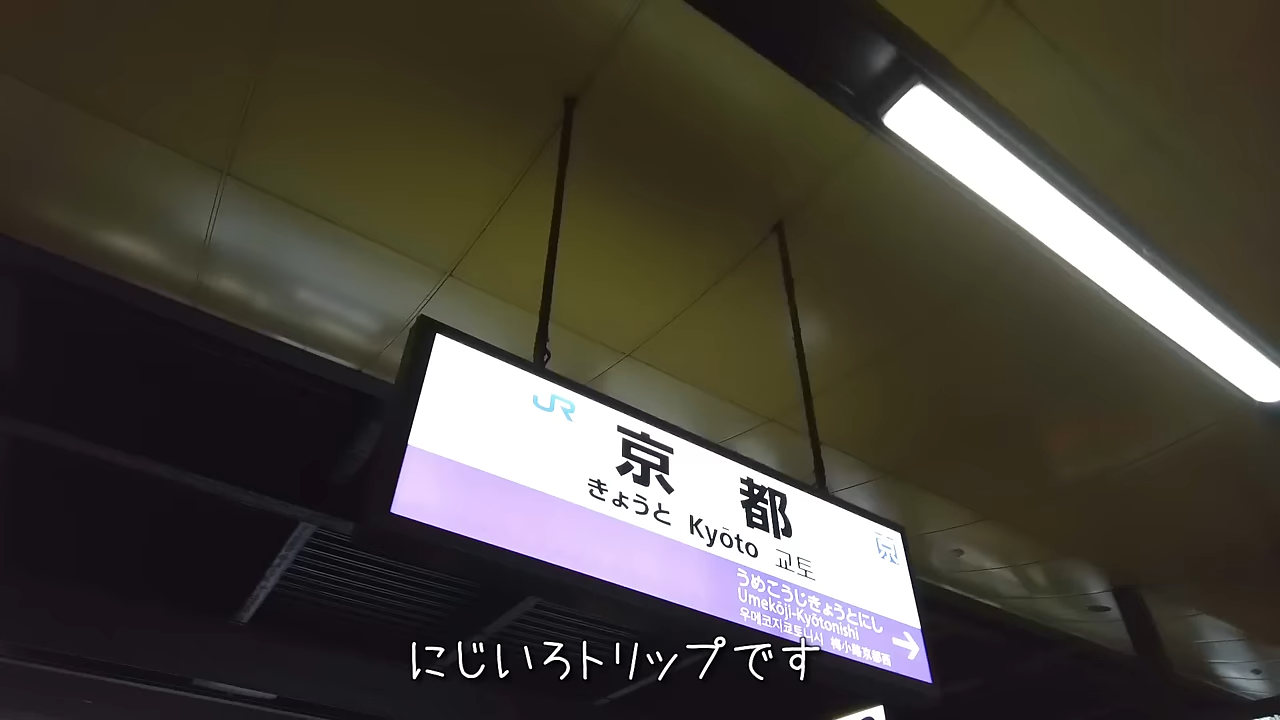 JR
京都
きょうと Kyōto 교토
うめこうじきょうとにし
Umekōji-Kyōtonishi
우메코지쿄토니시 梅小路京都西
→
にじいろトリップです